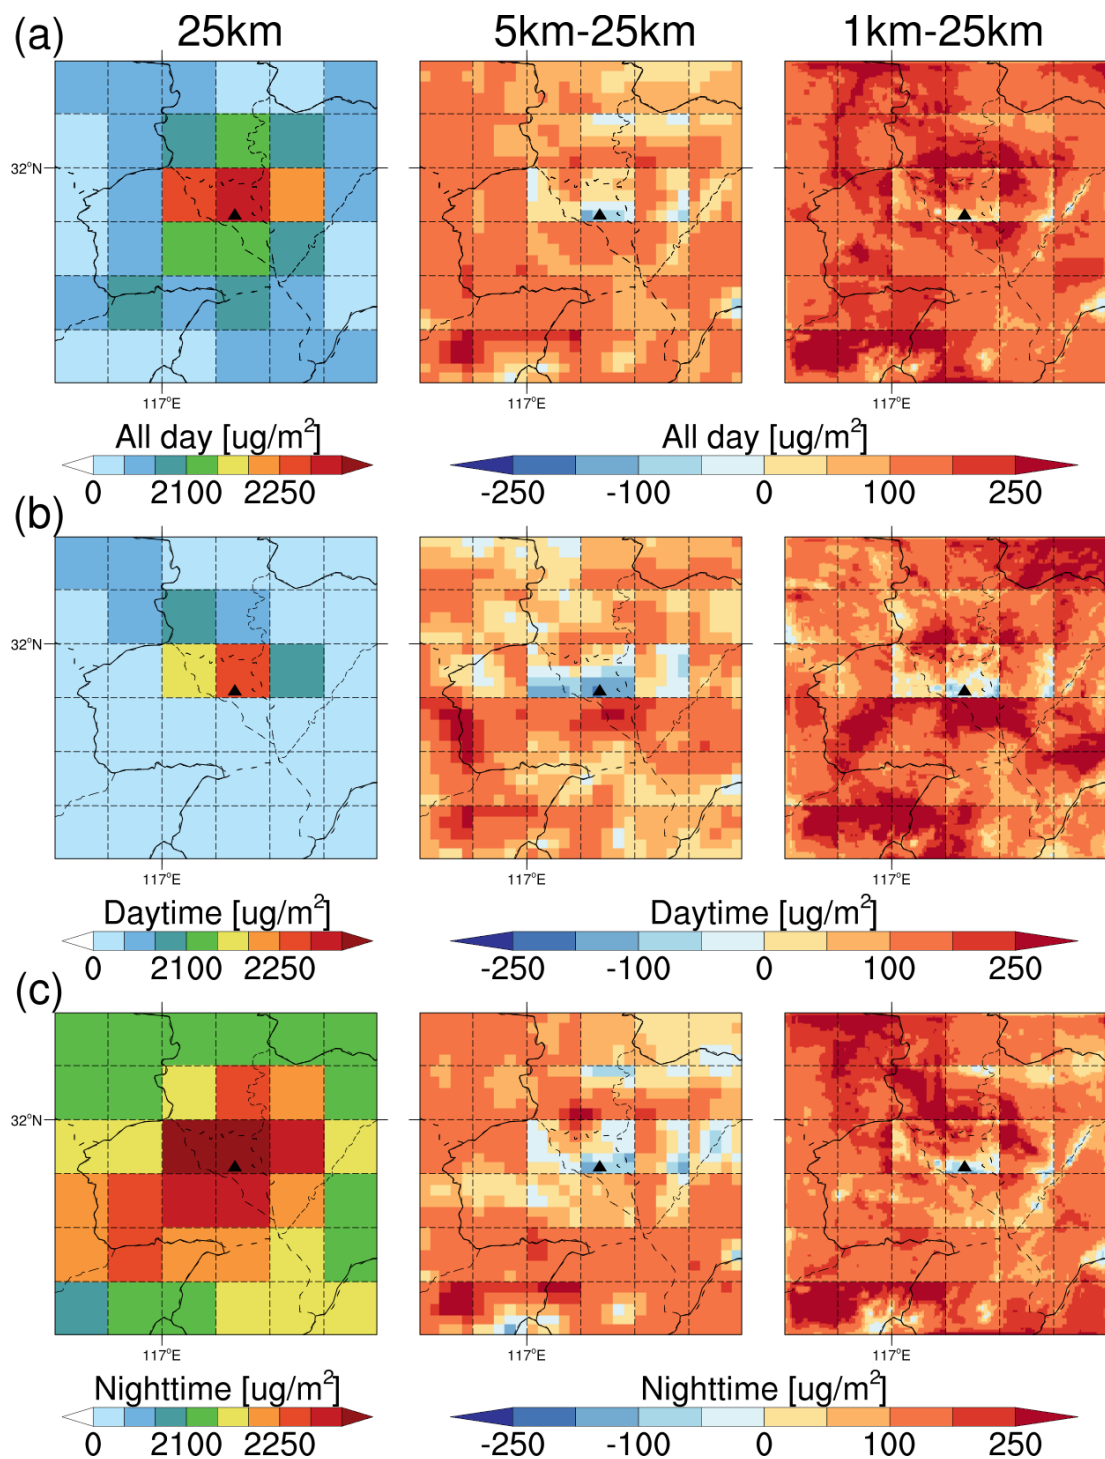 (a) 25km 5km-25km 1km-25km
32°N
117°E 117°E 117°E
All day [ug/m²] All day [ug/m²]
0 2100 2250 -250 -100 0 100 250
(b)
32°N
117°E 117°E 117°E
Daytime [ug/m²] Daytime [ug/m²]
0 2100 2250 -250 -100 0 100 250
(c)
32°N
117°E 117°E 117°E
Nighttime [ug/m²] Nighttime [ug/m²]
0 2100 2250 -250 -100 0 100 250